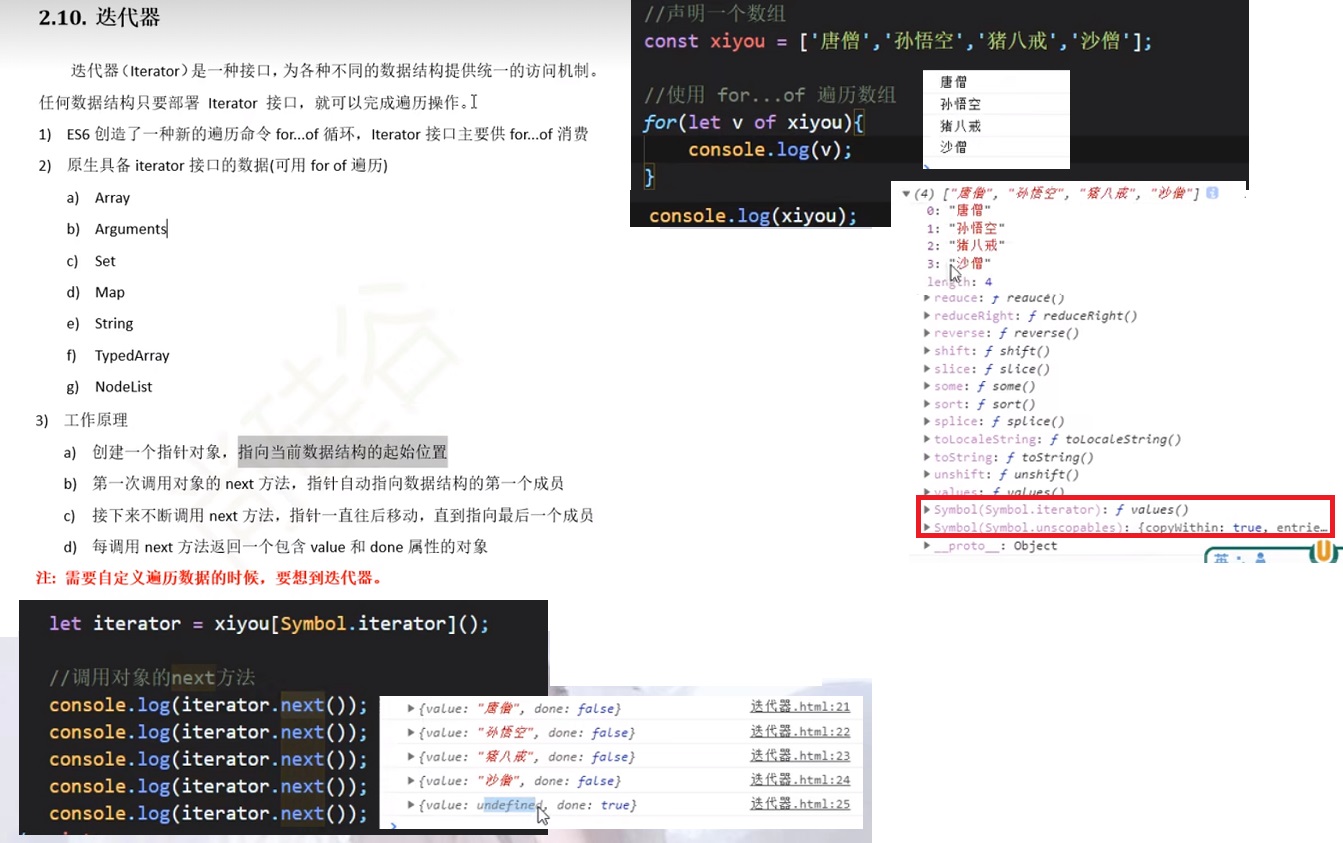 2.10. 迭代器
迭代器（Iterator）是一种接口，为各种不同的数据结构提供统一的访问机制。
任何数据结构只要部署 Iterator 接口，就可以完成遍历操作。
1) ES6 创造了一种新的遍历命令 for...of 循环，Iterator 接口主要供 for...of 消费
2) 原生具备 iterator 接口的数据(可用 for of 遍历)
a) Array
b) Arguments
c) Set
d) Map
e) String
f) TypedArray
g) NodeList
3) 工作原理
a) 创建一个指针对象，指向当前数据结构的起始位置
b) 第一次调用对象的 next 方法，指针自动指向数据结构的第一个成员
c) 接下来不断调用 next 方法，指针一直往后移动，直到指向最后一个成员
d) 每调用 next 方法返回一个包含 value 和 done 属性的对象
注: 需要自定义遍历数据的时候，要想到迭代器。
//声明一个数组
const xiyou = ['唐僧','孙悟空','猪八戒','沙僧'];
//使用 for...of 遍历数组
for(let v of xiyou){
console.log(v);
}
console.log(xiyou);
唐僧
孙悟空
猪八戒
沙僧
(4) ["唐僧", "孙悟空", "猪八戒", "沙僧"]
0: "唐僧"
1: "孙悟空"
2: "猪八戒"
3: "沙僧"
length: 4
reduce: ƒ reduce()
reduceRight: ƒ reduceRight()
reverse: ƒ reverse()
shift: ƒ shift()
slice: ƒ slice()
some: ƒ some()
sort: ƒ sort()
splice: ƒ splice()
toLocaleString: ƒ toLocaleString()
toString: ƒ toString()
unshift: ƒ unshift()
values: ƒ values()
Symbol(Symbol.iterator): ƒ values()
Symbol(Symbol.unscopables): {copyWithin: true, entrie…
__proto__: Object
英
let iterator = xiyou[Symbol.iterator]();
//调用对象的next方法
console.log(iterator.next());
console.log(iterator.next());
console.log(iterator.next());
console.log(iterator.next());
console.log(iterator.next());
{value: "唐僧", done: false} 迭代器.html:21
{value: "孙悟空", done: false} 迭代器.html:22
{value: "猪八戒", done: false} 迭代器.html:23
{value: "沙僧", done: false} 迭代器.html:24
{value: undefined, done: true} 迭代器.html:25